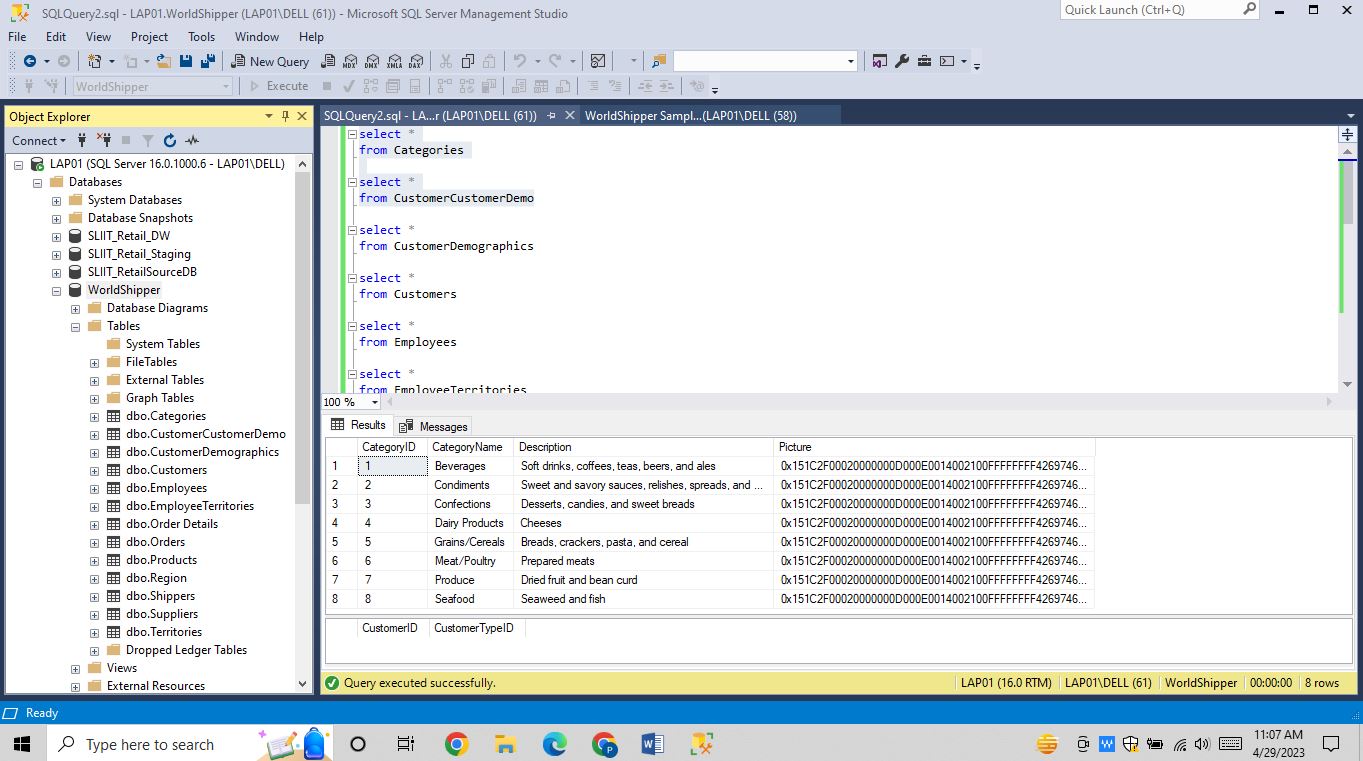 SQLQuery2.sql - LAP01.WorldShipper (LAP01\DELL (61)) - Microsoft SQL Server Management Studio
Quick Launch (Ctrl+Q)
File Edit View Project Tools Window Help
New Query MDX DMX XMLA DAX
WorldShipper Execute
Object Explorer
Connect
LAP01 (SQL Server 16.0.1000.6 - LAP01\DELL)
Databases
System Databases
Database Snapshots
SLIIT_Retail_DW
SLIIT_Retail_Staging
SLIIT_RetailSourceDB
WorldShipper
Database Diagrams
Tables
System Tables
FileTables
External Tables
Graph Tables
dbo.Categories
dbo.CustomerCustomerDemo
dbo.CustomerDemographics
dbo.Customers
dbo.Employees
dbo.EmployeeTerritories
dbo.Order Details
dbo.Orders
dbo.Products
dbo.Region
dbo.Shippers
dbo.Suppliers
dbo.Territories
Dropped Ledger Tables
Views
External Resources
SQLQuery2.sql - LA...r (LAP01\DELL (61)) WorldShipper Sampl...(LAP01\DELL (58))
select *
from Categories
select *
from CustomerCustomerDemo
select *
from CustomerDemographics
select *
from Customers
select *
from Employees
select *
from EmployeeTerritories
100 %
Results Messages
CategoryID CategoryName Description Picture
1 1 Beverages Soft drinks, coffees, teas, beers, and ales 0x151C2F00020000000D000E0014002100FFFFFFFF4269746...
2 2 Condiments Sweet and savory sauces, relishes, spreads, and ... 0x151C2F00020000000D000E0014002100FFFFFFFF4269746...
3 3 Confections Desserts, candies, and sweet breads 0x151C2F00020000000D000E0014002100FFFFFFFF4269746...
4 4 Dairy Products Cheeses 0x151C2F00020000000D000E0014002100FFFFFFFF4269746...
5 5 Grains/Cereals Breads, crackers, pasta, and cereal 0x151C2F00020000000D000E0014002100FFFFFFFF4269746...
6 6 Meat/Poultry Prepared meats 0x151C2F00020000000D000E0014002100FFFFFFFF4269746...
7 7 Produce Dried fruit and bean curd 0x151C2F00020000000D000E0014002100FFFFFFFF4269746...
8 8 Seafood Seaweed and fish 0x151C2F00020000000D000E0014002100FFFFFFFF4269746...
CustomerID CustomerTypeID
Query executed successfully. LAP01 (16.0 RTM) LAP01\DELL (61) WorldShipper 00:00:00 8 rows
Ready
Type here to search
11:07 AM
4/29/2023